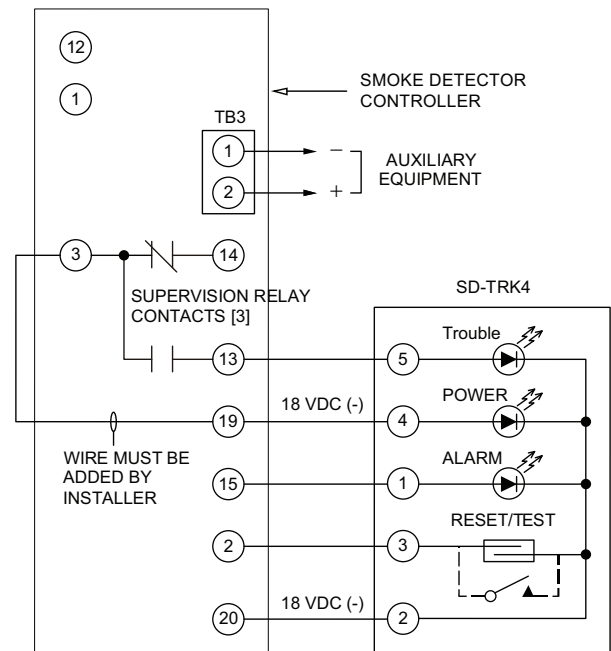 12
1
SMOKE DETECTOR
CONTROLLER
TB3
1
−
2
+
AUXILIARY
EQUIPMENT
3
14
SUPERVISION RELAY
CONTACTS [3]
SD-TRK4
13
5
Trouble
19
18 VDC (-)
4
POWER
WIRE MUST BE
ADDED BY
INSTALLER
15
1
ALARM
2
3
RESET/TEST
20
18 VDC (-)
2